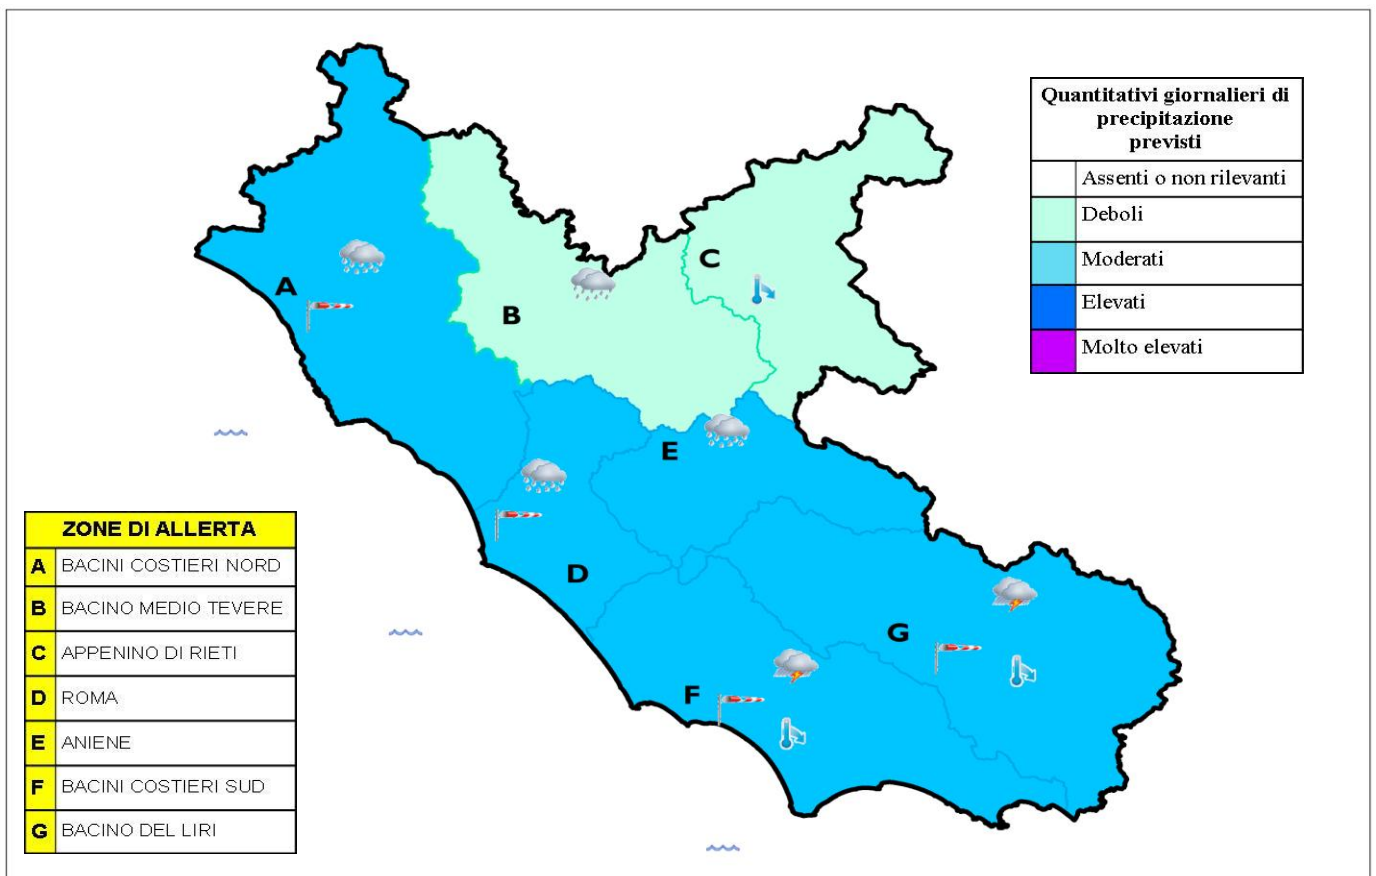 Quantitativi giornalieri di
precipitazione
previsti
Assenti o non rilevanti
Deboli
Moderati
Elevati
Molto elevati
C
A
B
E
D
G
F
ZONE DI ALLERTA
A BACINI COSTIERI NORD
B BACINO MEDIO TEVERE
C APPENINO DI RIETI
D ROMA
E ANIENE
F BACINI COSTIERI SUD
G BACINO DEL LIRI